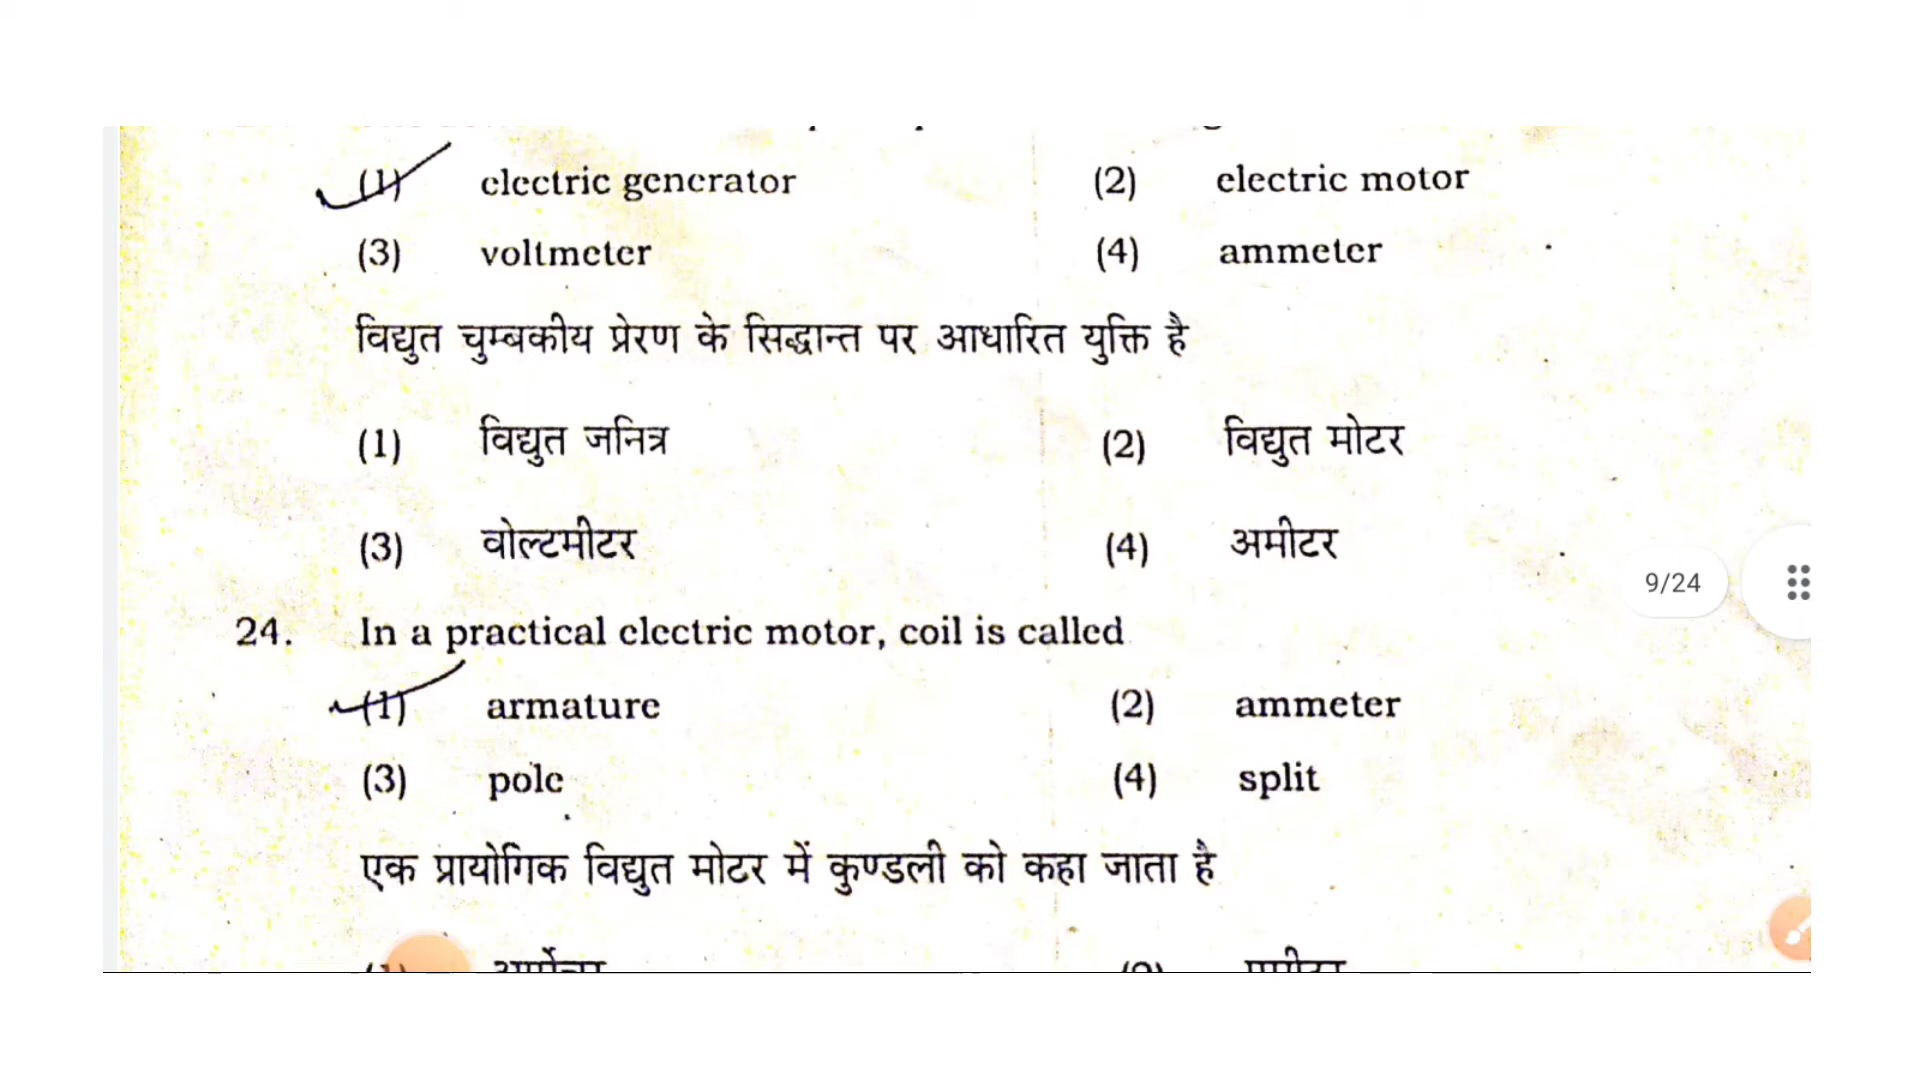 (1) electric generator (2) electric motor
(3) voltmeter (4) ammeter
विद्युत चुम्बकीय प्रेरण के सिद्धान्त पर आधारित युक्ति है
(1) विद्युत जनित्र (2) विद्युत मोटर
(3) वोल्टमीटर (4) अमीटर
9/24
24. In a practical electric motor, coil is called
(1) armature (2) ammeter
(3) pole (4) split
एक प्रायोगिक विद्युत मोटर में कुण्डली को कहा जाता है